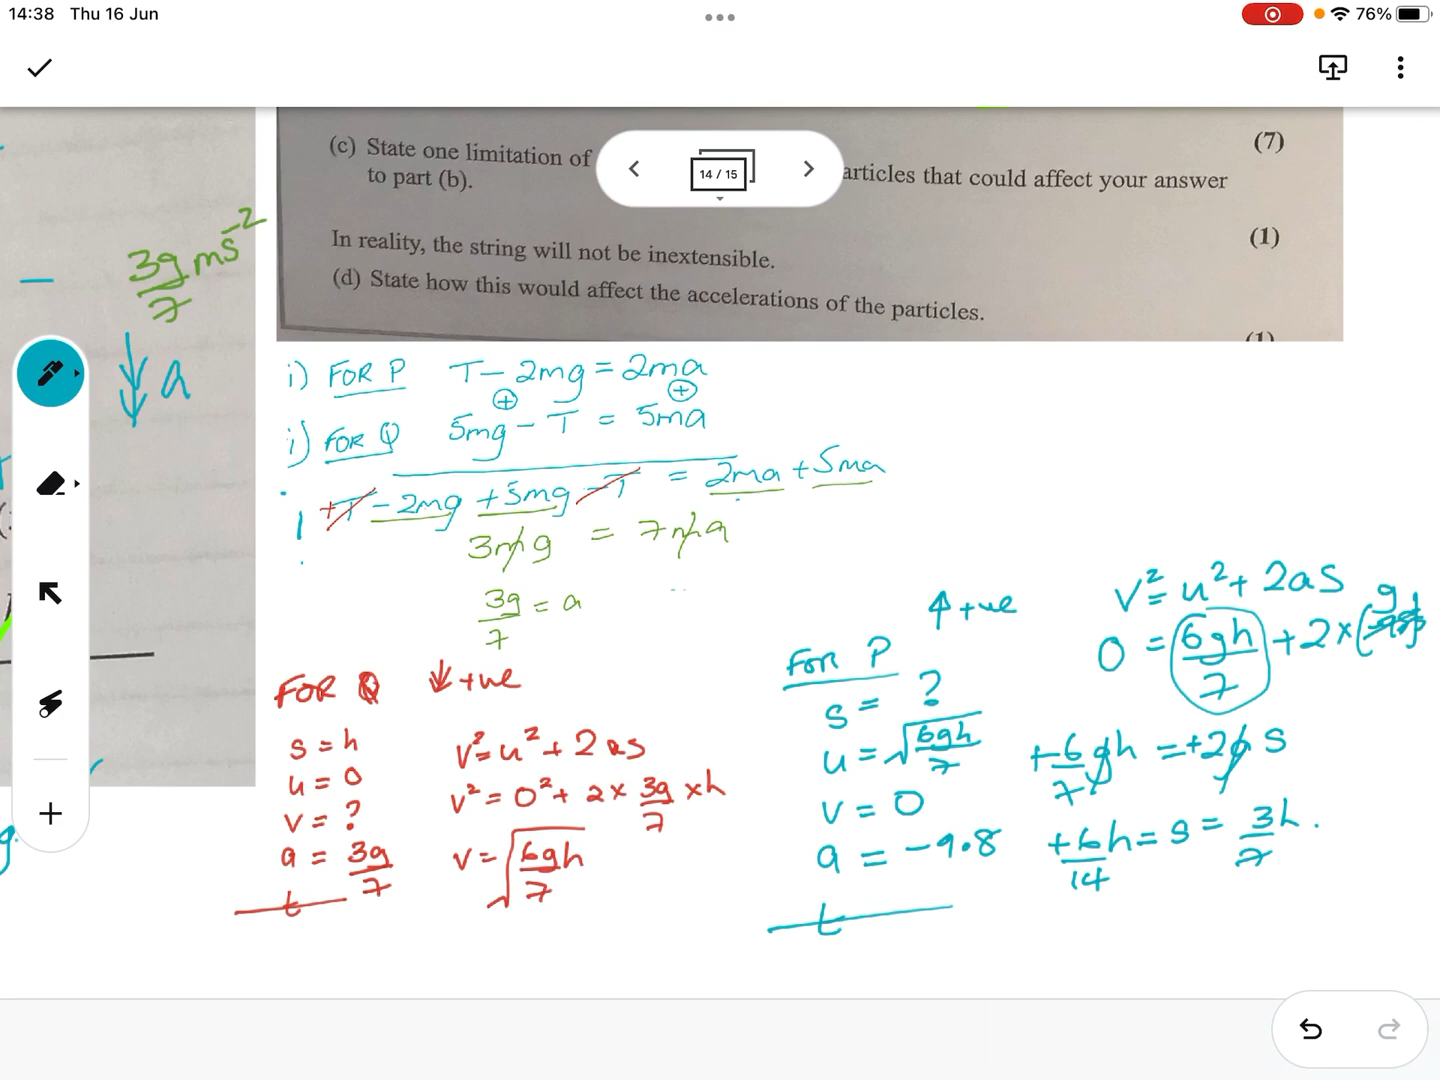 14:38 Thu 16 Jun
76%
14 / 15
(7)
(c) State one limitation of
articles that could affect your answer
to part (b).
(1)
In reality, the string will not be inextensible.
(d) State how this would affect the accelerations of the particles.
3g/7 ms⁻²
a
i) FOR P T - 2mg = 2ma
i) FOR Q 5mg - T = 5ma
+T - 2mg + 5mg - T = 2ma + 5ma
3mg = 7ma
3g/7 = a
FOR Q ↓ +ve
s = h
u = 0
v = ?
a = 3g/7
t
v² = u² + 2as
v² = 0² + 2 × 3g/7 × h
v = √6gh/7
↑ +ve
FOR P
s = ?
u = √6gh/7
v = 0
a = -9.8
t
v² = u² + 2as
0 = 6gh/7 + 2 × (
+6gh/7 = +2g s
+6h/14 = s = 3h/7.